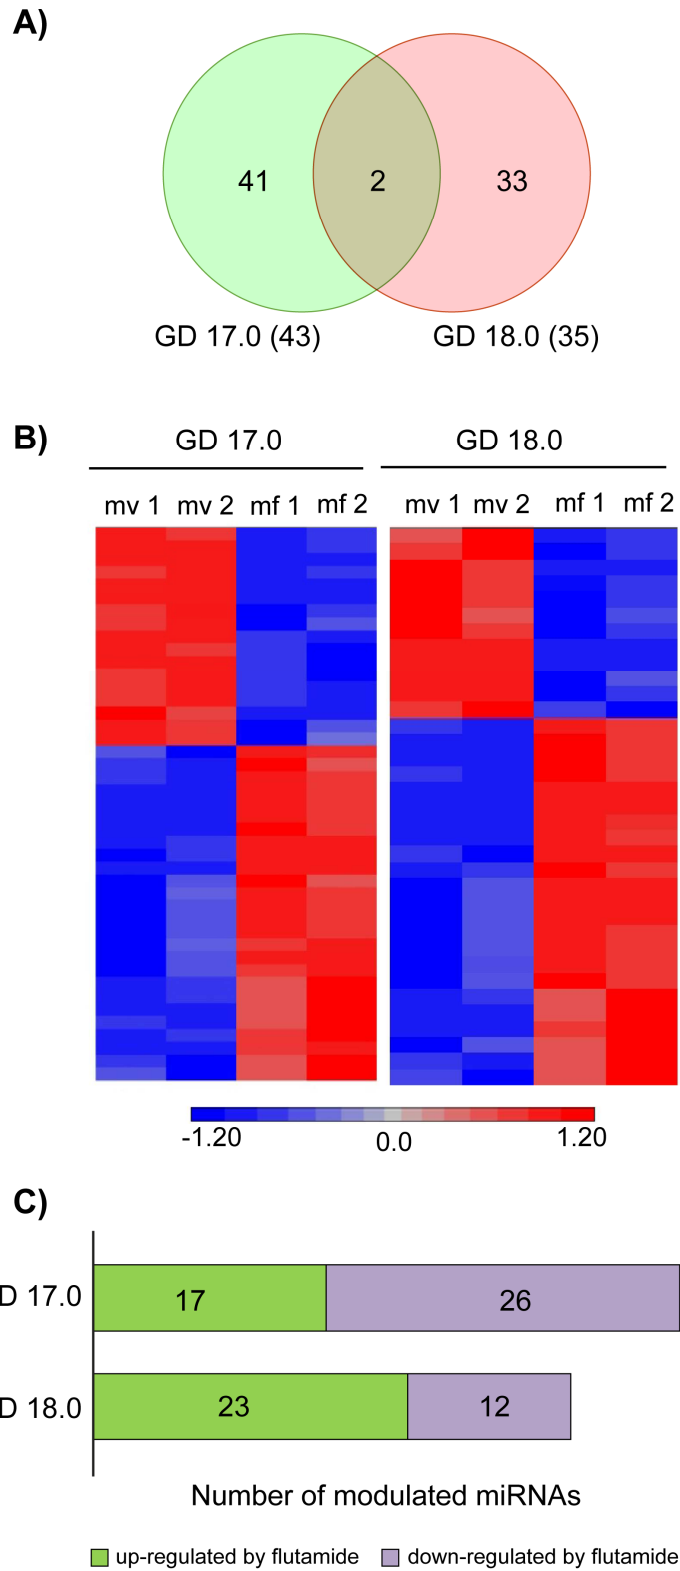 A)
41 2 33
GD 17.0 (43) GD 18.0 (35)
B)
GD 17.0 GD 18.0
mv 1 mv 2 mf 1 mf 2 mv 1 mv 2 mf 1 mf 2
-1.20 0.0 1.20
C)
D 17.0 17 26
D 18.0 23 12
Number of modulated miRNAs
up-regulated by flutamide down-regulated by flutamide